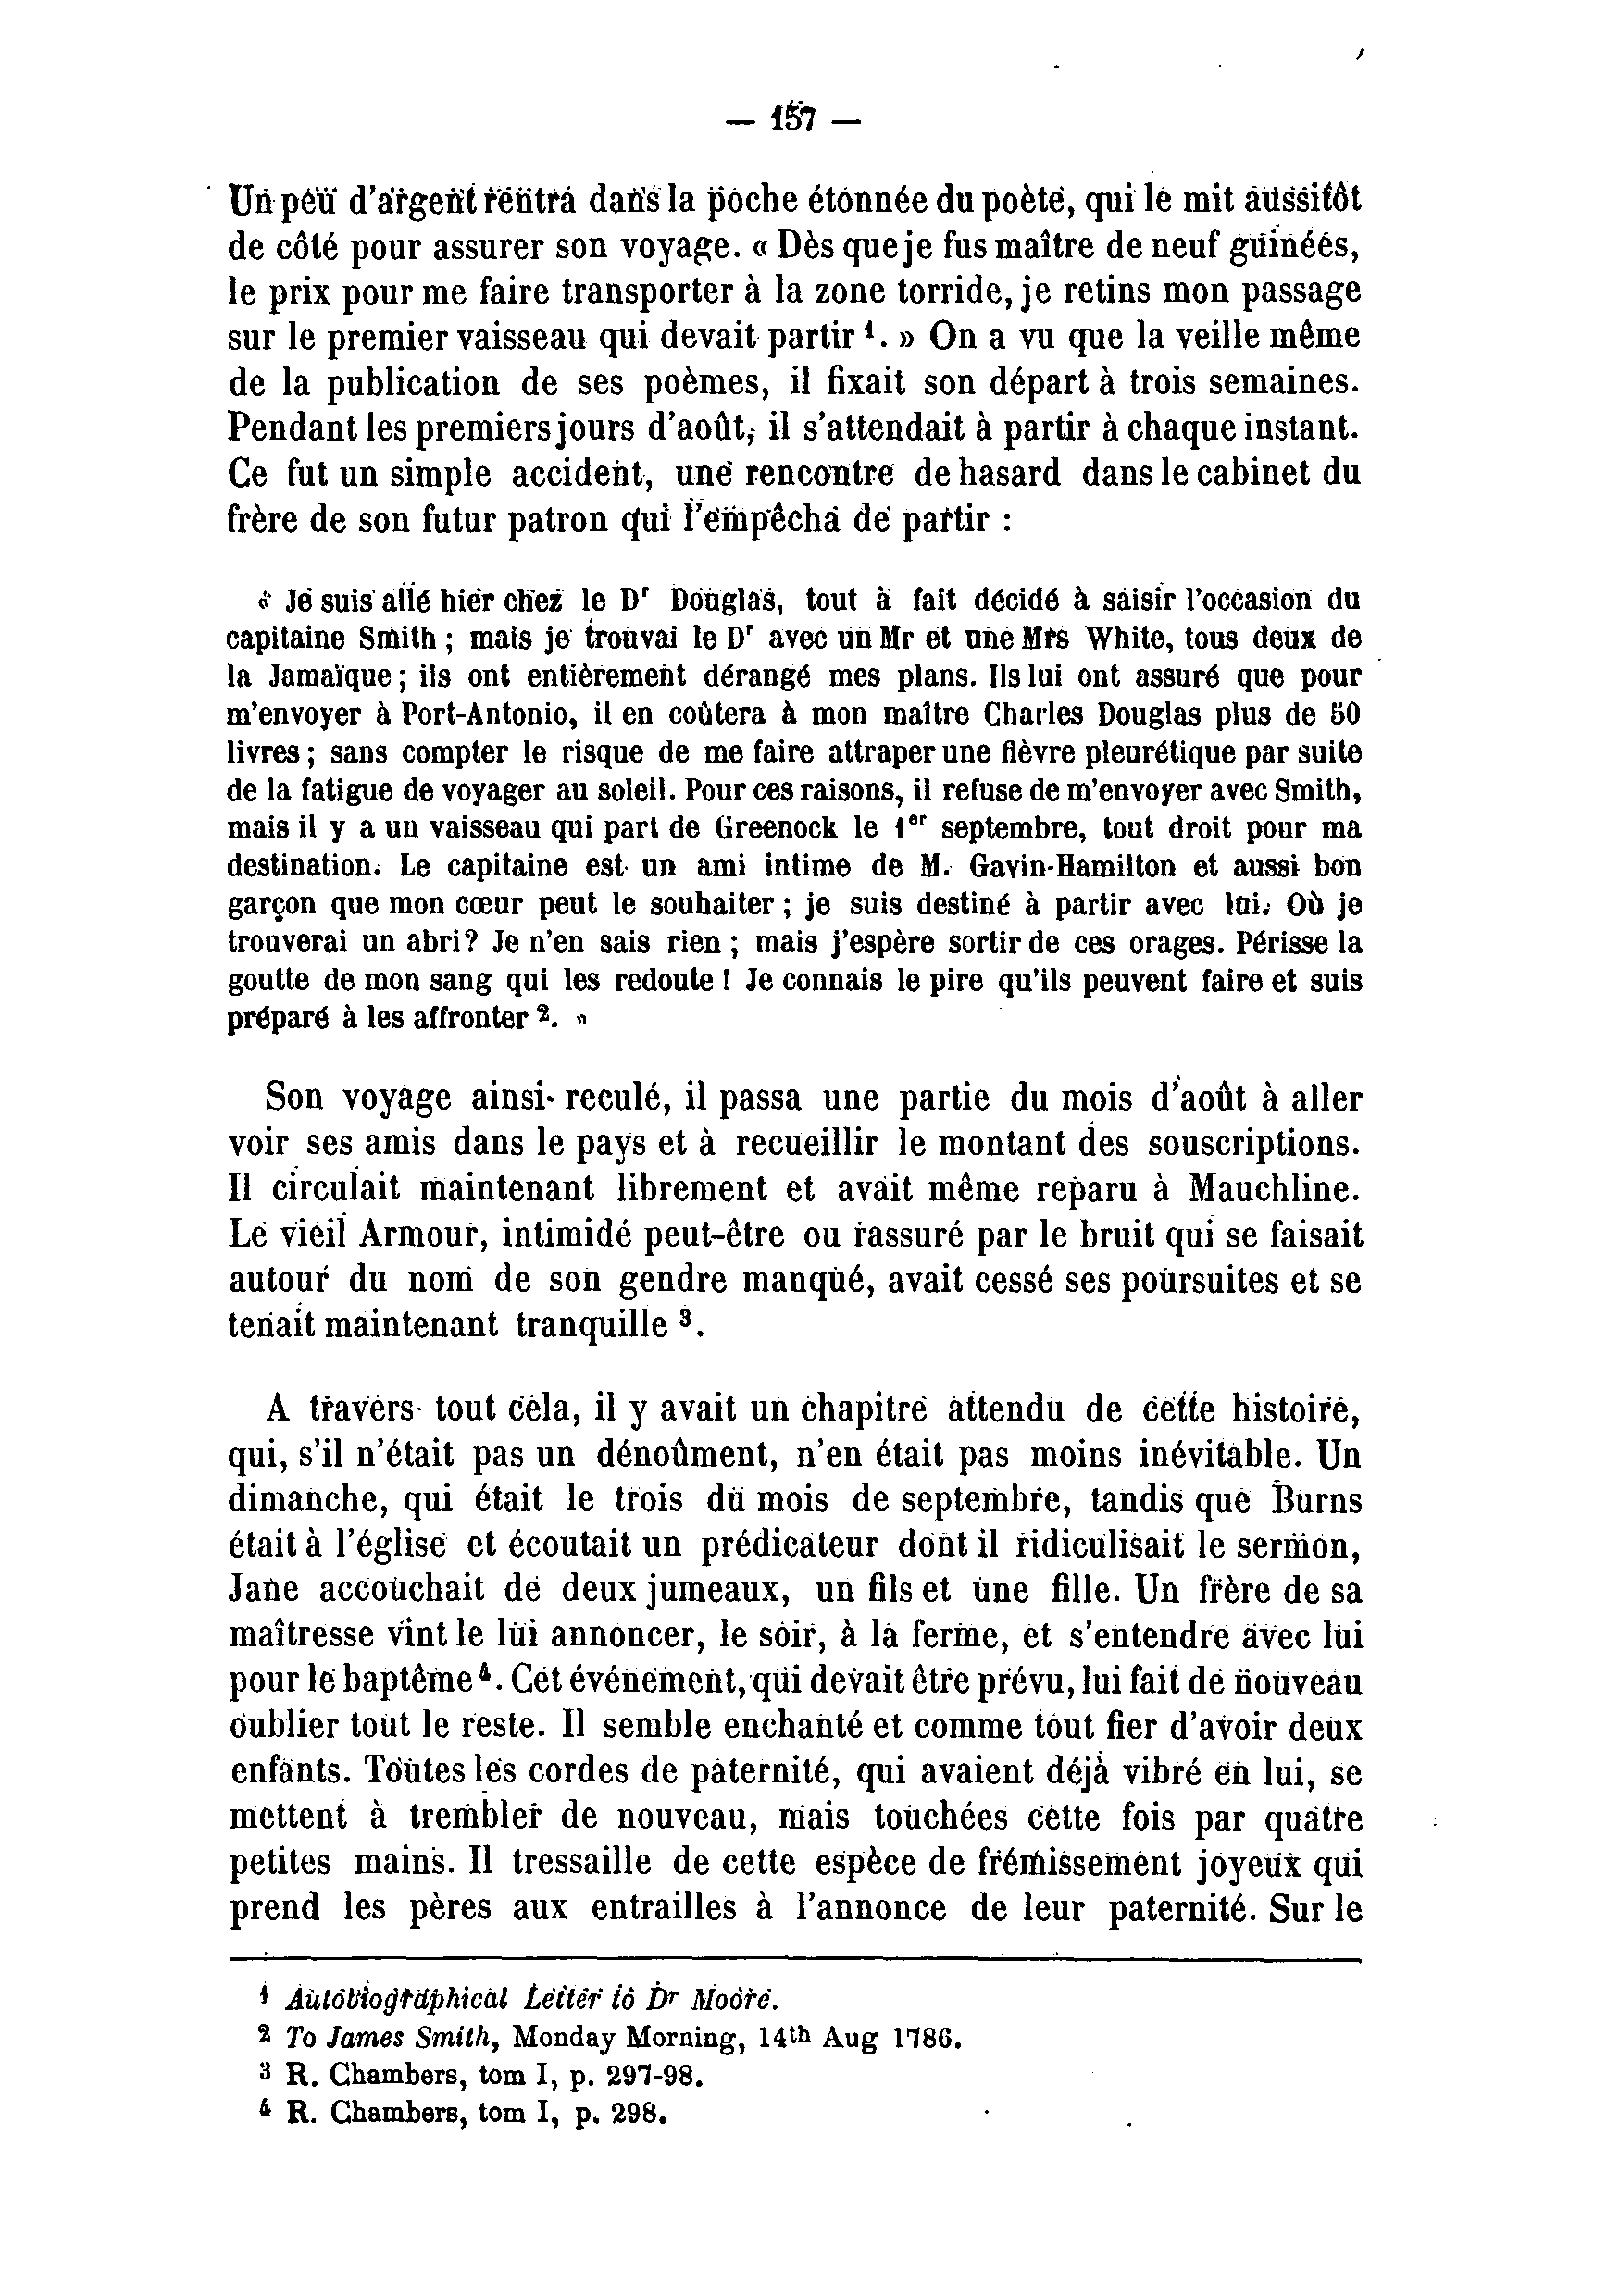 — 157 —
Un peu d'argent rentra dans la poche étonnée du poète, qui le mit aussitôt
de côté pour assurer son voyage. « Dès que je fus maître de neuf guinées,
le prix pour me faire transporter à la zone torride, je retins mon passage
sur le premier vaisseau qui devait partir ¹. » On a vu que la veille même
de la publication de ses poèmes, il fixait son départ à trois semaines.
Pendant les premiers jours d'août, il s'attendait à partir à chaque instant.
Ce fut un simple accident, une rencontre de hasard dans le cabinet du
frère de son futur patron qui l'empêcha de partir :
« Je suis allé hier chez le Dʳ Douglas, tout à fait décidé à saisir l'occasion du
capitaine Smith ; mais je trouvai le Dʳ avec un Mr et une Mrs White, tous deux de
la Jamaïque ; ils ont entièrement dérangé mes plans. Ils lui ont assuré que pour
m'envoyer à Port-Antonio, il en coûtera à mon maître Charles Douglas plus de 50
livres ; sans compter le risque de me faire attraper une fièvre pleurétique par suite
de la fatigue de voyager au soleil. Pour ces raisons, il refuse de m'envoyer avec Smith,
mais il y a un vaisseau qui part de Greenock le 1ᵉʳ septembre, tout droit pour ma
destination. Le capitaine est un ami intime de M. Gavin-Hamilton et aussi bon
garçon que mon cœur peut le souhaiter ; je suis destiné à partir avec lui. Où je
trouverai un abri? Je n'en sais rien ; mais j'espère sortir de ces orages. Périsse la
goutte de mon sang qui les redoute ! Je connais le pire qu'ils peuvent faire et suis
préparé à les affronter ². »
Son voyage ainsi reculé, il passa une partie du mois d'août à aller
voir ses amis dans le pays et à recueillir le montant des souscriptions.
Il circulait maintenant librement et avait même reparu à Mauchline.
Le vieil Armour, intimidé peut-être ou rassuré par le bruit qui se faisait
autour du nom de son gendre manqué, avait cessé ses poursuites et se
tenait maintenant tranquille ³.
A travers tout cela, il y avait un chapitre attendu de cette histoire,
qui, s'il n'était pas un dénoûment, n'en était pas moins inévitable. Un
dimanche, qui était le trois du mois de septembre, tandis que Burns
était à l'église et écoutait un prédicateur dont il ridiculisait le sermon,
Jane accouchait de deux jumeaux, un fils et une fille. Un frère de sa
maîtresse vint le lui annoncer, le soir, à la ferme, et s'entendre avec lui
pour le baptême ⁴. Cet événement, qui devait être prévu, lui fait de nouveau
oublier tout le reste. Il semble enchanté et comme tout fier d'avoir deux
enfants. Toutes les cordes de paternité, qui avaient déjà vibré en lui, se
mettent à trembler de nouveau, mais touchées cette fois par quatre
petites mains. Il tressaille de cette espèce de frémissement joyeux qui
prend les pères aux entrailles à l'annonce de leur paternité. Sur le
¹ Autobiographical Letter to Dʳ Moore.
² To James Smith, Monday Morning, 14ᵗʰ Aug 1786.
³ R. Chambers, tom I, p. 297-98.
⁴ R. Chambers, tom I, p. 298.